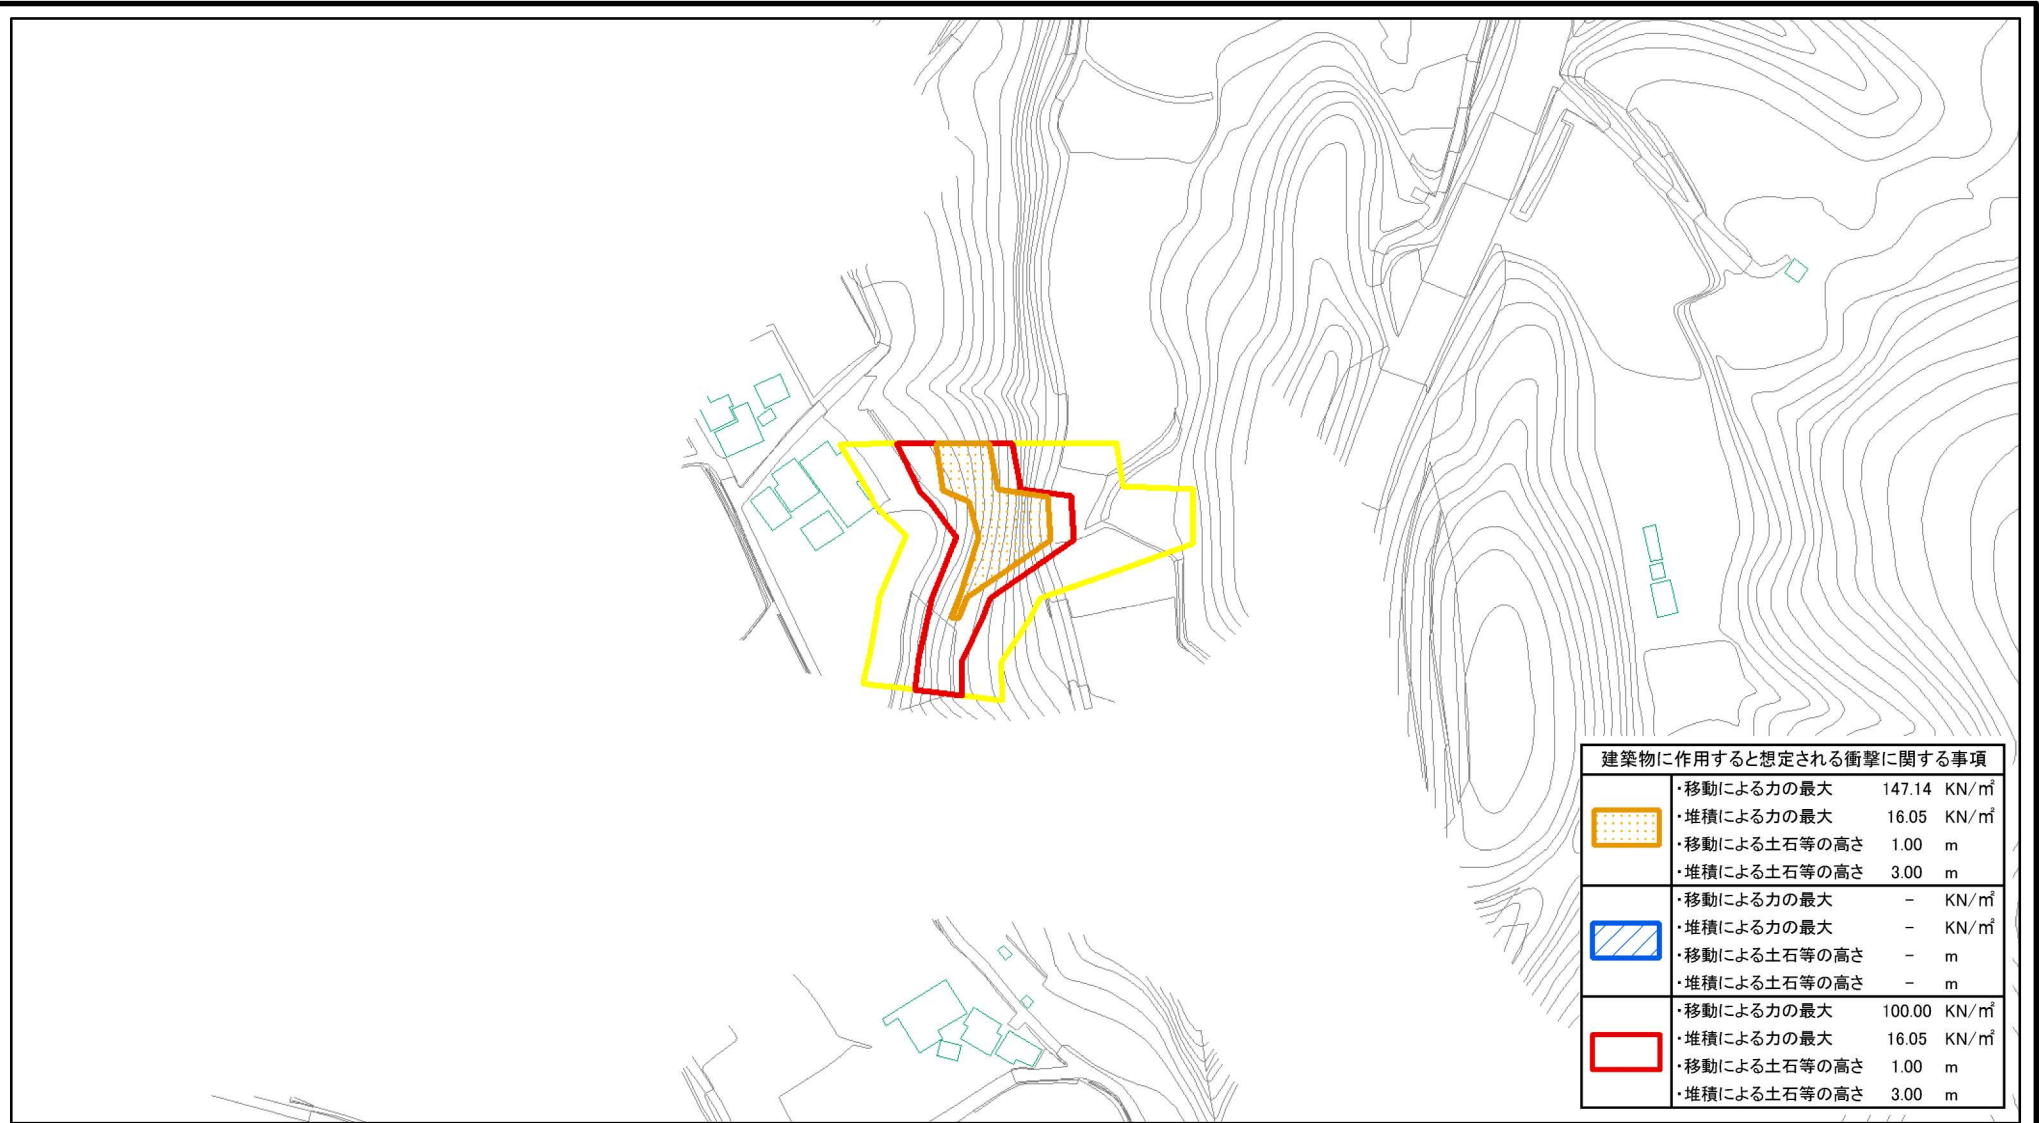 建築物に作用すると想定される衝撃に関する事項
・移動による力の最大 147.14 KN/㎡
・堆積による力の最大 16.05 KN/㎡
・移動による土石等の高さ 1.00 m
・堆積による土石等の高さ 3.00 m
・移動による力の最大 - KN/㎡
・堆積による力の最大 - KN/㎡
・移動による土石等の高さ - m
・堆積による土石等の高さ - m
・移動による力の最大 100.00 KN/㎡
・堆積による力の最大 16.05 KN/㎡
・移動による土石等の高さ 1.00 m
・堆積による土石等の高さ 3.00 m